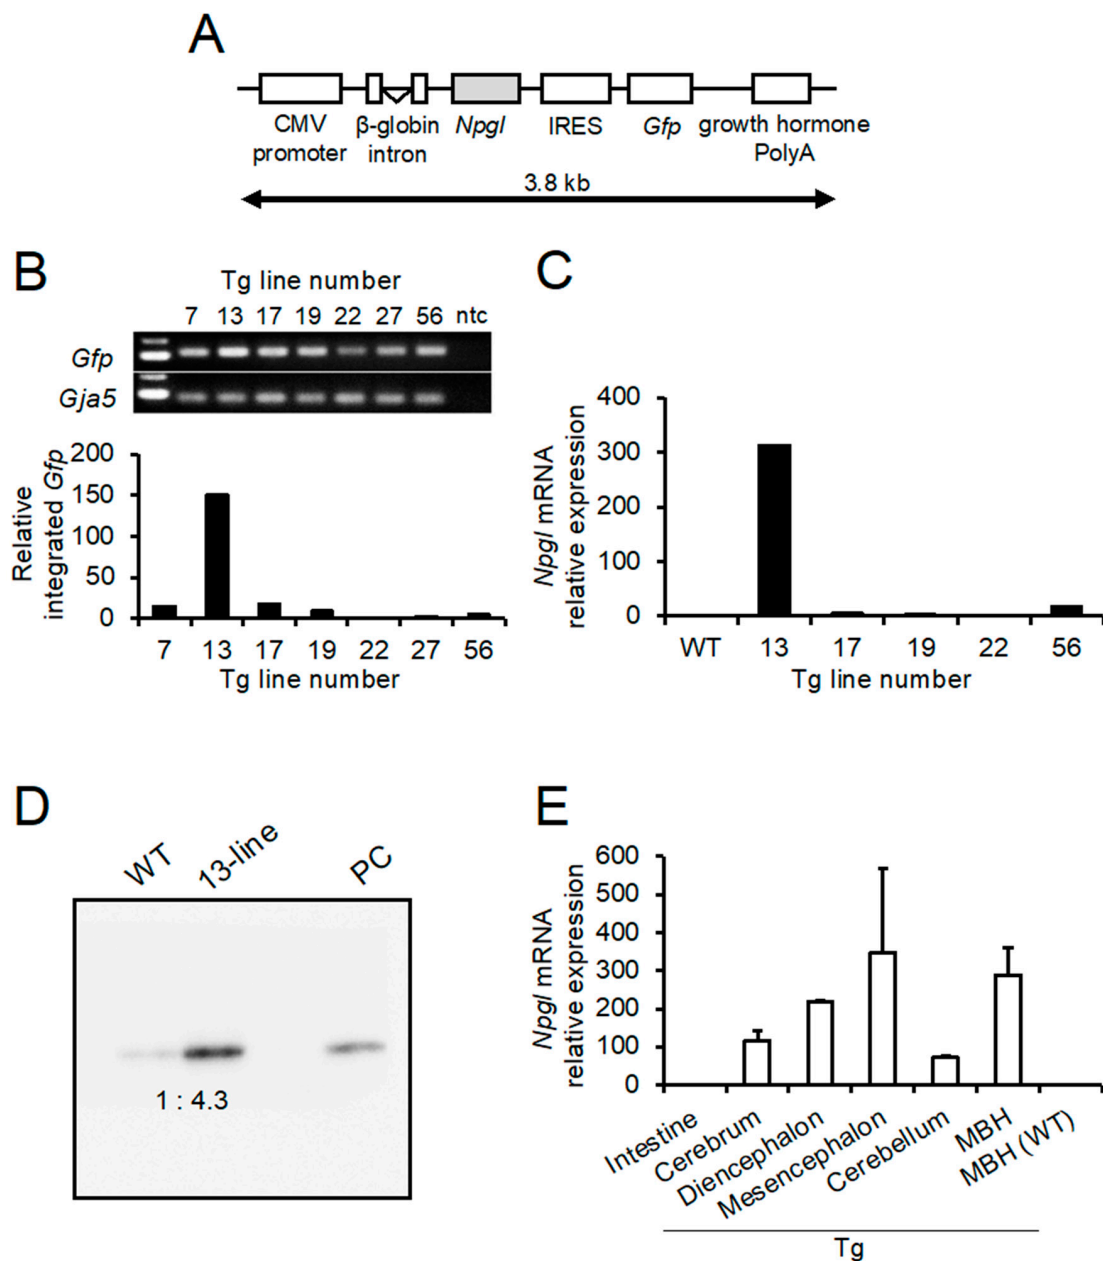 A
CMV promoter
β-globin intron
Npgl
IRES
Gfp
growth hormone PolyA
3.8 kb
B
Tg line number
7 13 17 19 22 27 56 ntc
Gfp
Gja5
Relative integrated Gfp
200
150
100
50
0
7 13 17 19 22 27 56
Tg line number
C
Npgl mRNA relative expression
400
300
200
100
0
WT 13 17 19 22 56
Tg line number
D
WT 13-line PC
1 : 4.3
E
Npgl mRNA relative expression
600
500
400
300
200
100
0
Intestine
Cerebrum
Diencephalon
Mesencephalon
Cerebellum
MBH
MBH (WT)
Tg